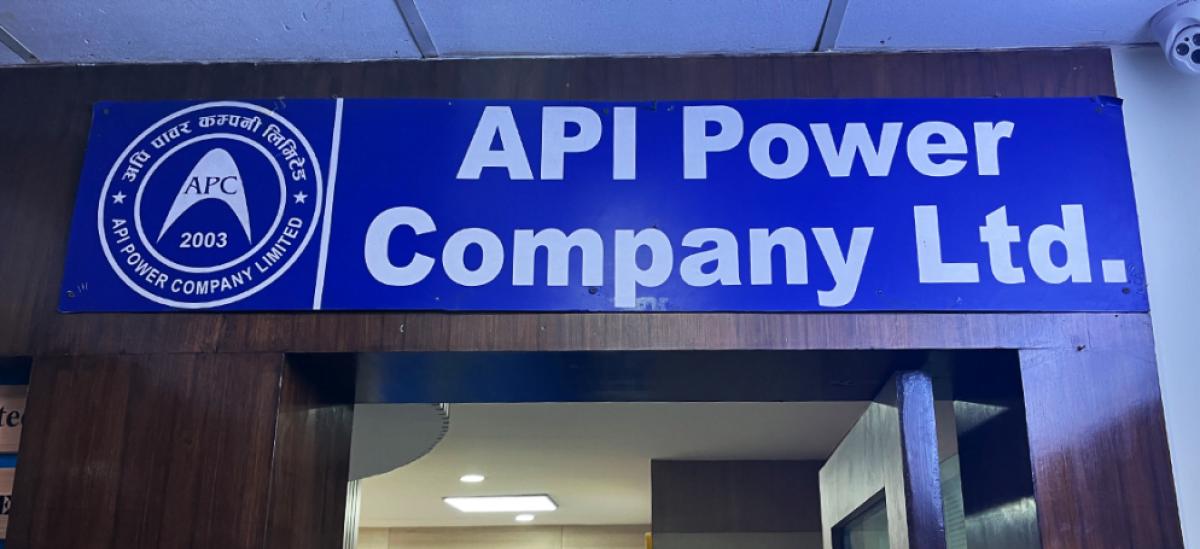 अपि पावर कम्पनी लिमिटेड
APC
2003
API POWER COMPANY LIMITED
API Power
Company Ltd.